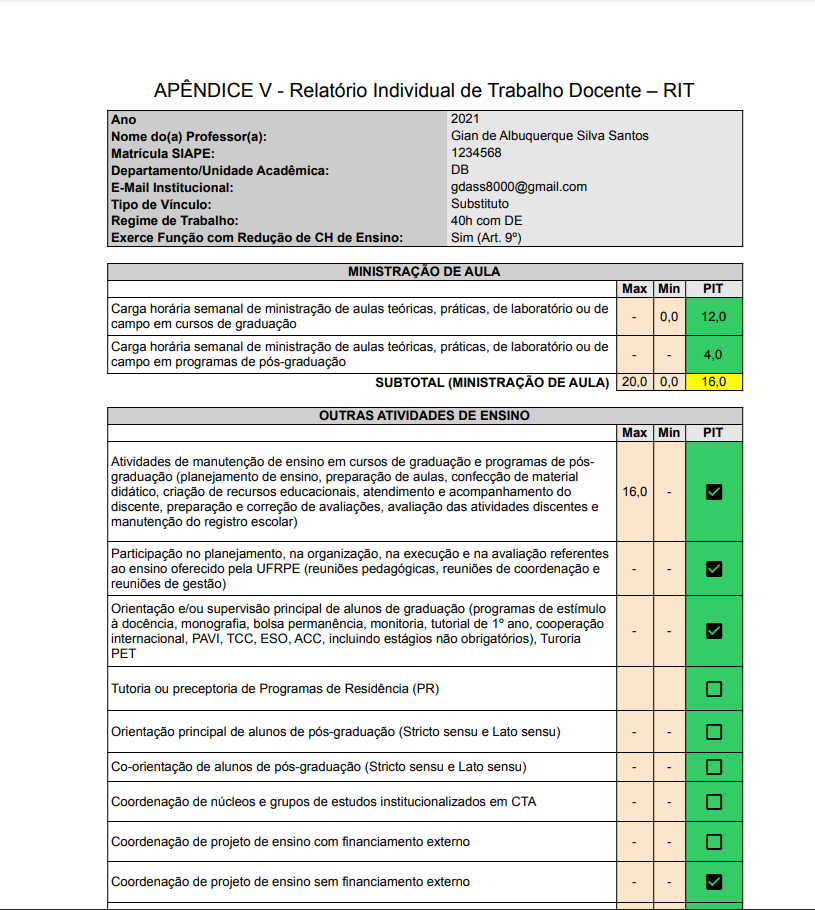 APÊNDICE V - Relatório Individual de Trabalho Docente – RIT
Ano 2021
Nome do(a) Professor(a): Gian de Albuquerque Silva Santos
Matrícula SIAPE: 1234568
Departamento/Unidade Acadêmica: DB
E-Mail Institucional: gdass8000@gmail.com
Tipo de Vínculo: Substituto
Regime de Trabalho: 40h com DE
Exerce Função com Redução de CH de Ensino: Sim (Art. 9º)
MINISTRAÇÃO DE AULA
Max Min PIT
Carga horária semanal de ministração de aulas teóricas, práticas, de laboratório ou de
campo em cursos de graduação
- 0,0 12,0
Carga horária semanal de ministração de aulas teóricas, práticas, de laboratório ou de
campo em programas de pós-graduação
- - 4,0
SUBTOTAL (MINISTRAÇÃO DE AULA) 20,0 0,0 16,0
OUTRAS ATIVIDADES DE ENSINO
Max Min PIT
Atividades de manutenção de ensino em cursos de graduação e programas de pós-
graduação (planejamento de ensino, preparação de aulas, confecção de material
didático, criação de recursos educacionais, atendimento e acompanhamento do
discente, preparação e correção de avaliações, avaliação das atividades discentes e
manutenção do registro escolar)
16,0 -
Participação no planejamento, na organização, na execução e na avaliação referentes
ao ensino oferecido pela UFRPE (reuniões pedagógicas, reuniões de coordenação e
reuniões de gestão)
- -
Orientação e/ou supervisão principal de alunos de graduação (programas de estímulo
à docência, monografia, bolsa permanência, monitoria, tutorial de 1º ano, cooperação
internacional, PAVI, TCC, ESO, ACC, incluindo estágios não obrigatórios), Turoria
PET
- -
Tutoria ou preceptoria de Programas de Residência (PR)
Orientação principal de alunos de pós-graduação (Stricto sensu e Lato sensu) - -
Co-orientação de alunos de pós-graduação (Stricto sensu e Lato sensu) - -
Coordenação de núcleos e grupos de estudos institucionalizados em CTA - -
Coordenação de projeto de ensino com financiamento externo - -
Coordenação de projeto de ensino sem financiamento externo - -